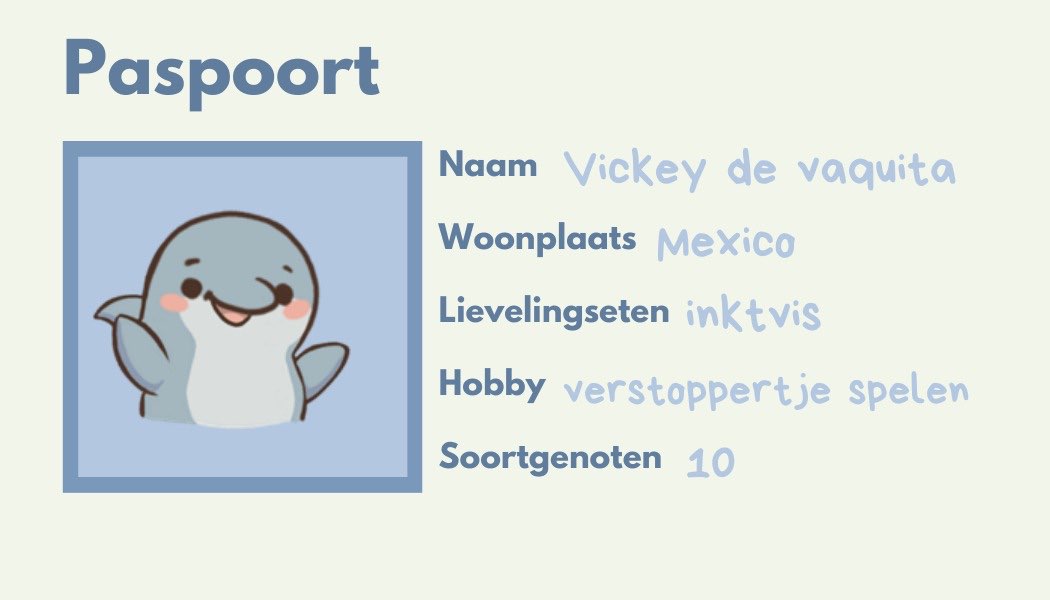 Paspoort
Naam Vickey de vaquita
Woonplaats Mexico
Lievelingseten inktvis
Hobby verstoppertje spelen
Soortgenoten 10